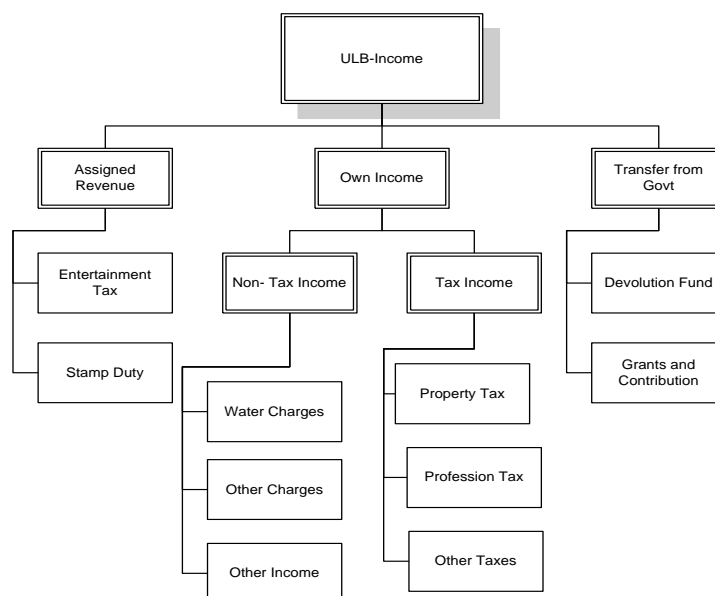 ULB-Income
Assigned
Revenue
Own Income
Transfer from
Govt
Entertainment
Tax
Non- Tax Income
Tax Income
Devolution Fund
Stamp Duty
Grants and
Contribution
Water Charges
Property Tax
Other Charges
Profession Tax
Other Income
Other Taxes